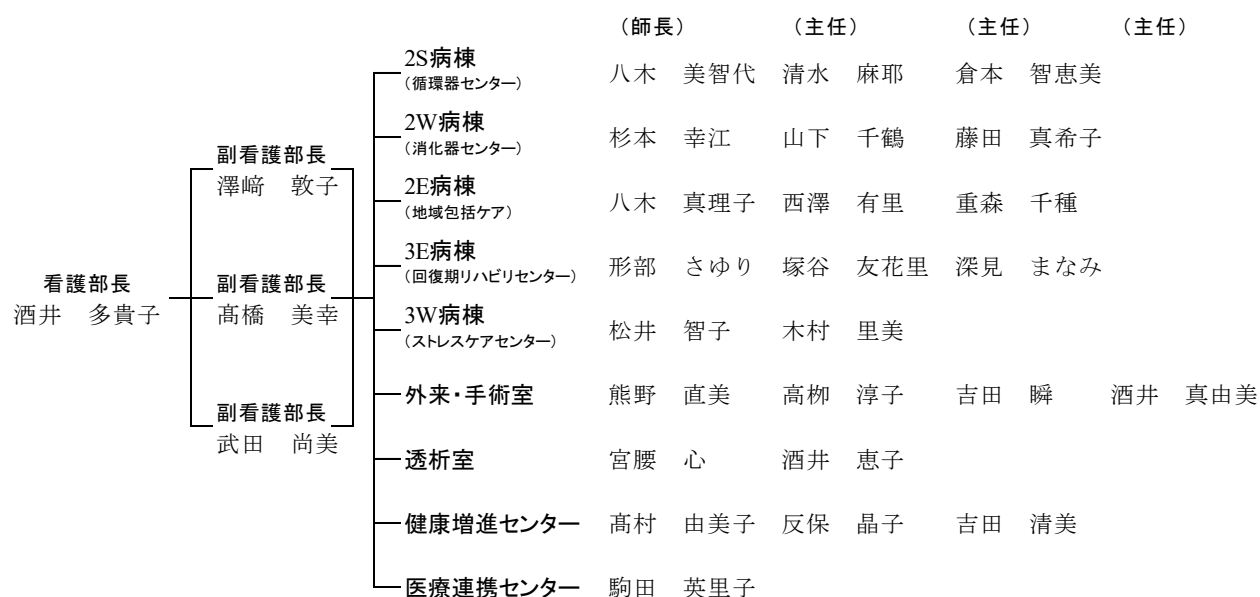 （師長）　（主任）　（主任）　（主任）
2S病棟　八木　美智代　清水　麻耶　倉本　智恵美
（循環器センター）
2W病棟　杉本　幸江　山下　千鶴　藤田　真希子
（消化器センター）
副看護部長
澤﨑　敦子
2E病棟　八木　真理子　西澤　有里　重森　千種
（地域包括ケア）
3E病棟　形部　さゆり　塚谷　友花里　深見　まなみ
（回復期リハビリセンター）
看護部長
酒井　多貴子
副看護部長
髙橋　美幸
3W病棟　松井　智子　木村　里美
（ストレスケアセンター）
外来・手術室　熊野　直美　高栁　淳子　吉田　瞬　酒井　真由美
副看護部長
武田　尚美
透析室　宮腰　心　酒井　恵子
健康増進センター　髙村　由美子　反保　晶子　吉田　清美
医療連携センター　駒田　英里子